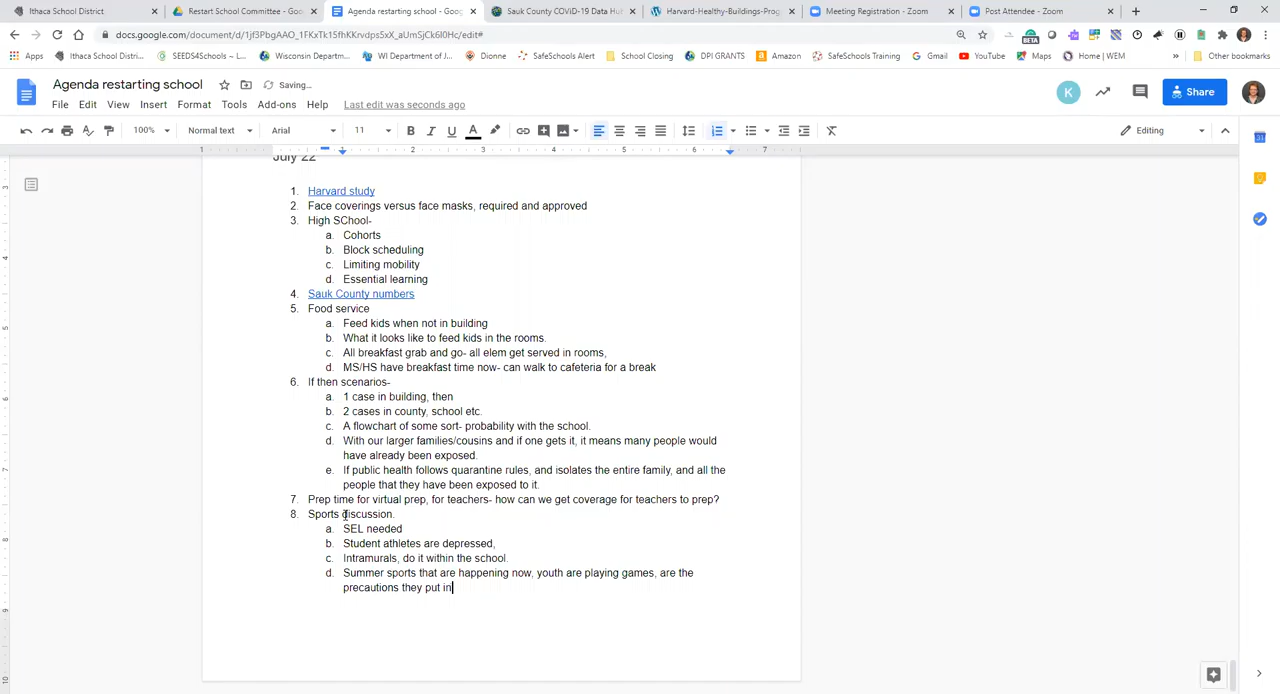 Ithaca School District
Restart School Committee - Goo
Agenda restarting school - Goog
Sauk County COViD-19 Data Hub
Harvard-Healthy-Buildings-Prog
Meeting Registration - Zoom
Post Attendee - Zoom
docs.google.com/document/d/
Apps
Ithaca School Distri...
SEEDS4Schools ~ L...
Wisconsin Departm...
WI Department of J...
Dionne
SafeSchools Alert
School Closing
DPI GRANTS
Amazon
SafeSchools Training
Gmail
YouTube
Maps
Home | WEM
Other bookmarks
Agenda restarting school
Saving...
File Edit View Insert Format Tools Add-ons Help Last edit was seconds ago
K
Share
100% Normal text Arial 11 B I U A Editing
1 1 2 3 4 5 6 7
July 22
1. Harvard study
2. Face coverings versus face masks, required and approved
3. High SChool-
a. Cohorts
b. Block scheduling
c. Limiting mobility
d. Essential learning
4. Sauk County numbers
5. Food service
a. Feed kids when not in building
b. What it looks like to feed kids in the rooms.
c. All breakfast grab and go- all elem get served in rooms,
d. MS/HS have breakfast time now- can walk to cafeteria for a break
6. If then scenarios-
a. 1 case in building, then
b. 2 cases in county, school etc.
c. A flowchart of some sort- probability with the school.
d. With our larger families/cousins and if one gets it, it means many people would
have already been exposed.
e. If public health follows quarantine rules, and isolates the entire family, and all the
people that they have been exposed to it.
7. Prep time for virtual prep, for teachers- how can we get coverage for teachers to prep?
8. Sports discussion.
a. SEL needed
b. Student athletes are depressed,
c. Intramurals, do it within the school.
d. Summer sports that are happening now, youth are playing games, are the
precautions they put in